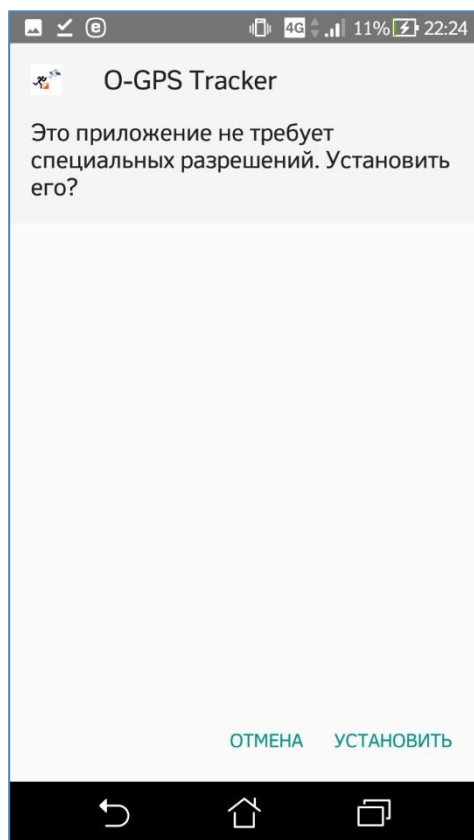 4G 11% 22:24
O-GPS Tracker
Это приложение не требует
специальных разрешений. Установить
его?
ОТМЕНА УСТАНОВИТЬ